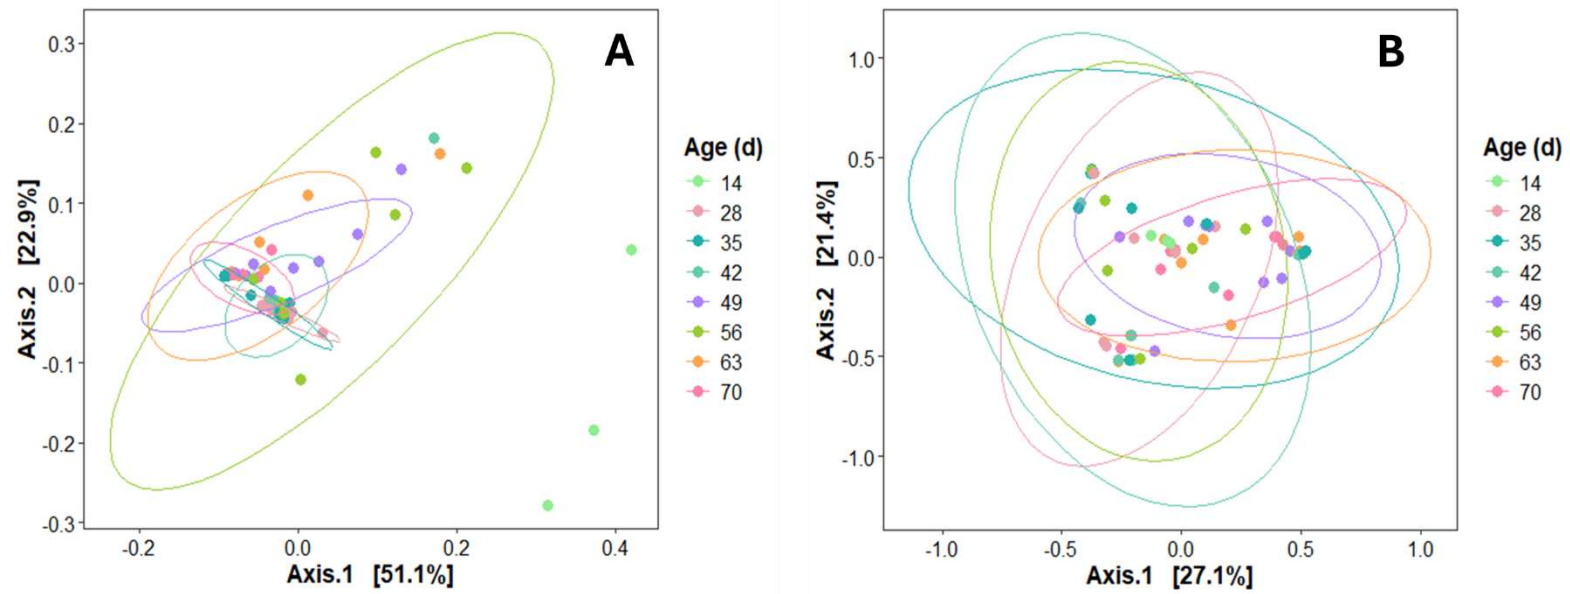 A
0.3
0.2
0.1
0.0
-0.1
-0.2
-0.3
Axis.2 [22.9%]
-0.2 0.0 0.2 0.4
Axis.1 [51.1%]
Age (d)
14
28
35
42
49
56
63
70
B
1.0
0.5
0.0
-0.5
-1.0
Axis.2 [21.4%]
-1.0 -0.5 0.0 0.5 1.0
Axis.1 [27.1%]
Age (d)
14
28
35
42
49
56
63
70